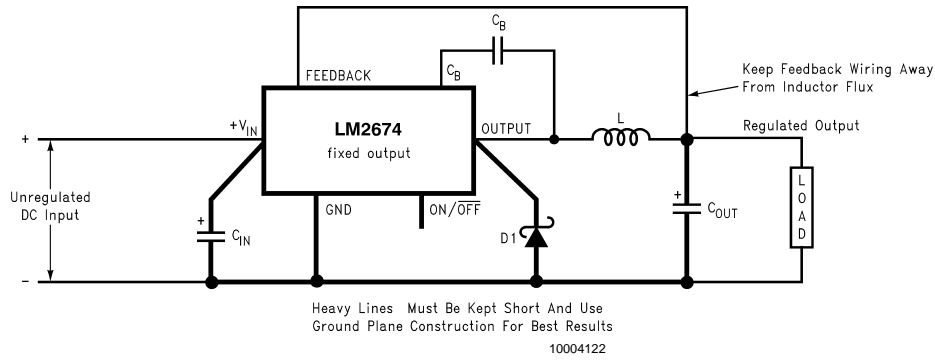 C_B
FEEDBACK
C_B
Keep Feedback Wiring Away
From Inductor Flux
+V_IN
LM2674
fixed output
OUTPUT
L
Regulated Output
+
Unregulated
DC Input
-
+
C_IN
GND
ON/OFF
D1
+
C_OUT
LOAD
Heavy Lines Must Be Kept Short And Use
Ground Plane Construction For Best Results
10004122